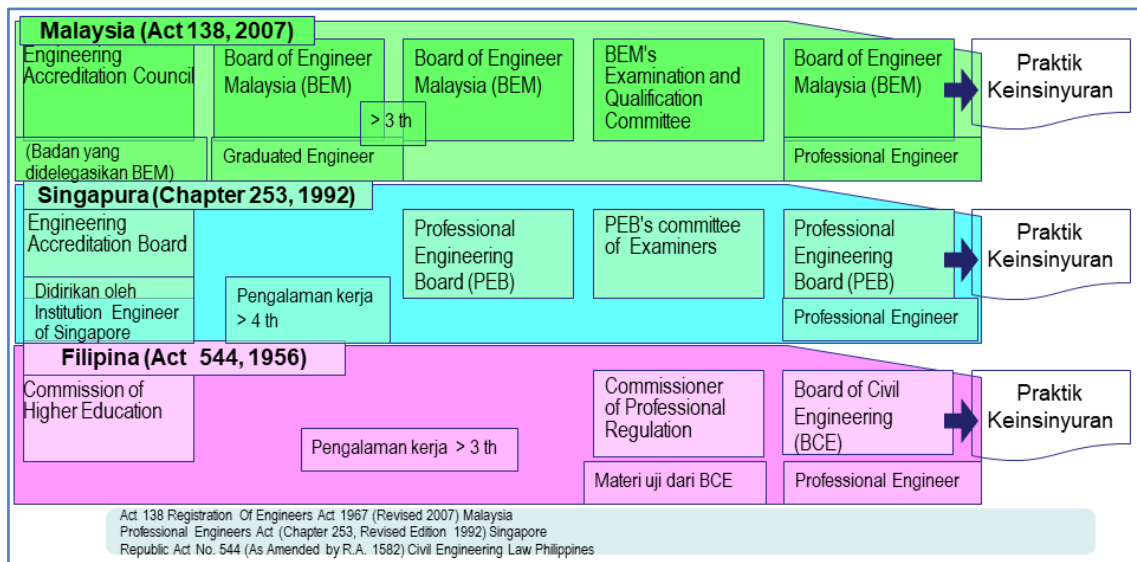 Malaysia (Act 138, 2007)
Engineering
Accreditation Council
Board of Engineer
Malaysia (BEM)
> 3 th
Board of Engineer
Malaysia (BEM)
BEM's
Examination and
Qualification
Committee
Board of Engineer
Malaysia (BEM)
Praktik
Keinsinyuran
(Badan yang
didelegasikan BEM)
Graduated Engineer
Professional Engineer
Singapura (Chapter 253, 1992)
Engineering
Accreditation Board
Professional
Engineering
Board (PEB)
PEB's committee
of Examiners
Professional
Engineering
Board (PEB)
Praktik
Keinsinyuran
Didirikan oleh
Institution Engineer
of Singapore
Pengalaman kerja
> 4 th
Professional Engineer
Filipina (Act 544, 1956)
Commission of
Higher Education
Pengalaman kerja > 3 th
Commissioner
of Professional
Regulation
Board of Civil
Engineering
(BCE)
Praktik
Keinsinyuran
Materi uji dari BCE
Professional Engineer
Act 138 Registration Of Engineers Act 1967 (Revised 2007) Malaysia
Professional Engineers Act (Chapter 253, Revised Edition 1992) Singapore
Republic Act No. 544 (As Amended by R.A. 1582) Civil Engineering Law Philippines